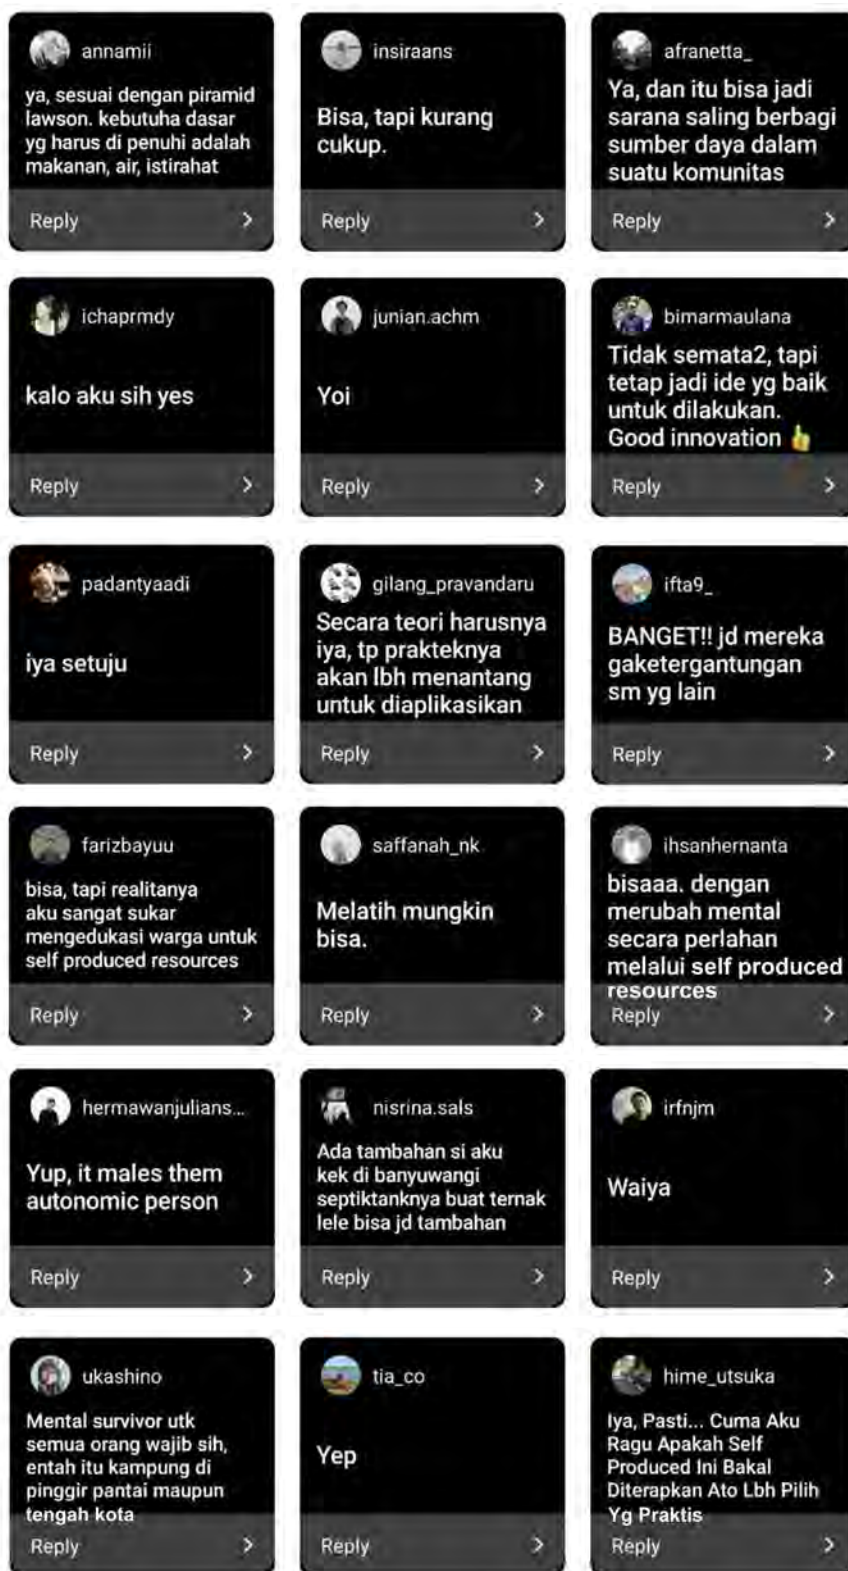 annamii
ya, sesuai dengan piramid
lawson. kebutuha dasar
yg harus di penuhi adalah
makanan, air, istirahat
Reply
insiraans
Bisa, tapi kurang
cukup.
Reply
afranetta_
Ya, dan itu bisa jadi
sarana saling berbagi
sumber daya dalam
suatu komunitas
Reply
ichaprmdy
kalo aku sih yes
Reply
junian.achm
Yoi
Reply
bimarmaulana
Tidak semata2, tapi
tetap jadi ide yg baik
untuk dilakukan.
Good innovation 👍
Reply
padantyaadi
iya setuju
Reply
gilang_pravandaru
Secara teori harusnya
iya, tp prakteknya
akan lbh menantang
untuk diaplikasikan
Reply
ifta9_
BANGET!! jd mereka
gaketergantungan
sm yg lain
Reply
farizbayuu
bisa, tapi realitanya
aku sangat sukar
mengedukasi warga untuk
self produced resources
Reply
saffanah_nk
Melatih mungkin
bisa.
Reply
ihsanhernanta
bisaaa. dengan
merubah mental
secara perlahan
melalui self produced
resources
Reply
hermawanjulians...
Yup, it males them
autonomic person
Reply
nisrina.sals
Ada tambahan si aku
kek di banyuwangi
septiktanknya buat ternak
lele bisa jd tambahan
Reply
irfnjm
Waiya
Reply
ukashino
Mental survivor utk
semua orang wajib sih,
entah itu kampung di
pinggir pantai maupun
tengah kota
Reply
tia_co
Yep
Reply
hime_utsuka
Iya, Pasti... Cuma Aku
Ragu Apakah Self
Produced Ini Bakal
Diterapkan Ato Lbh Pilih
Yg Praktis
Reply